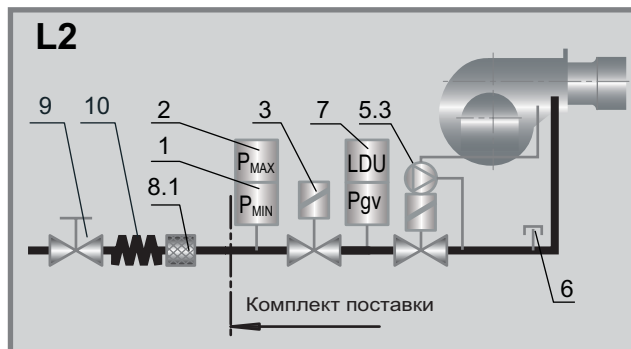 L2
9 10 2 3 7 5.3
1
8.1
PMAX
PMIN
LDU
Pgv
6
Комплект поставки